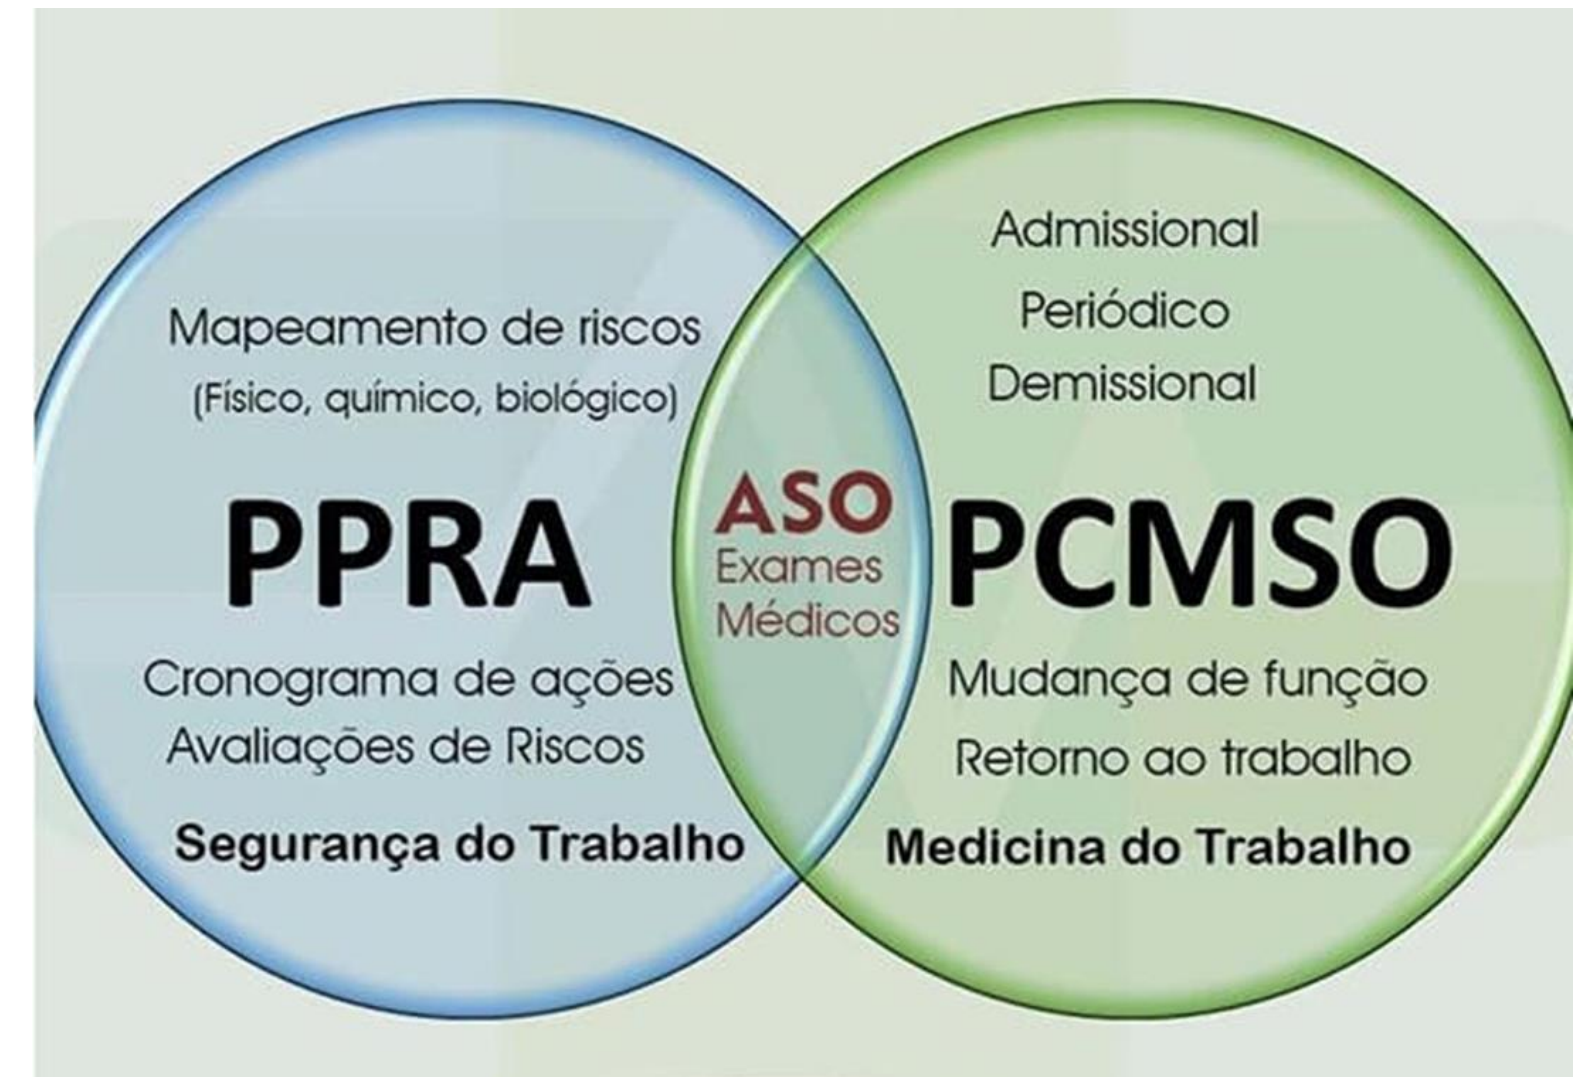 Mapeamento de riscos
(Físico, químico, biológico)
PPRA
Cronograma de ações
Avaliações de Riscos
Segurança do Trabalho
ASO
Exames
Médicos
Admissional
Periódico
Demissional
PCMSO
Mudança de função
Retorno ao trabalho
Medicina do Trabalho